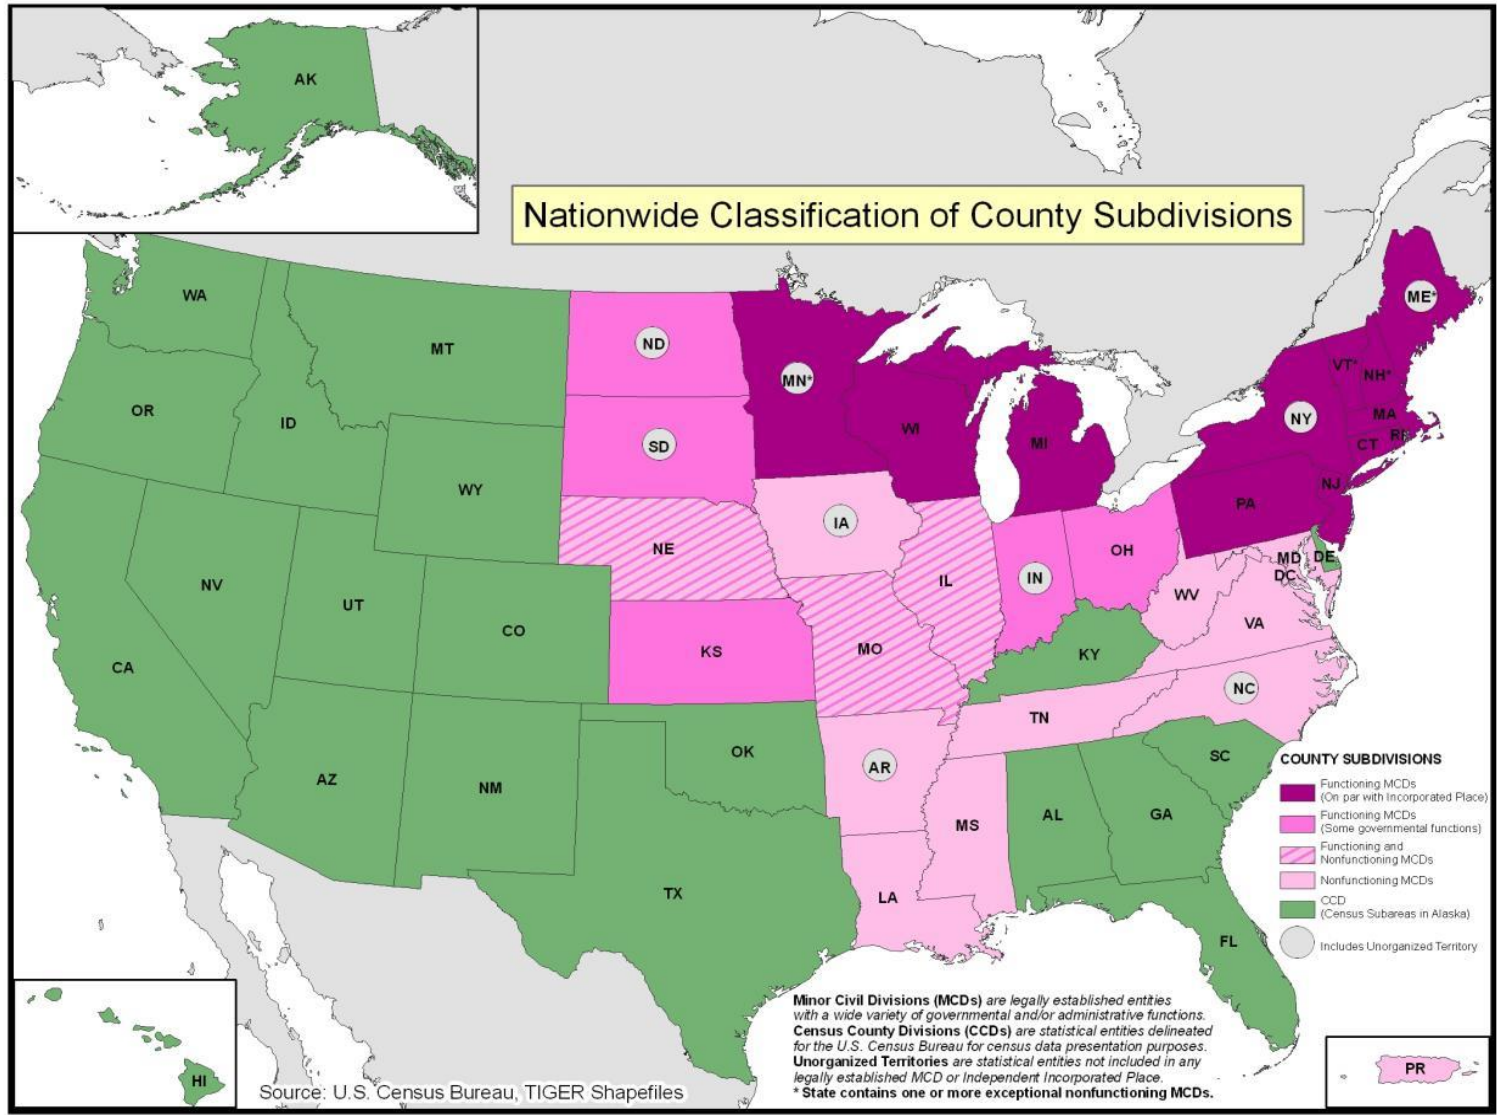 AK
Nationwide Classification of County Subdivisions
WA
MT
ND
MN*
ME*
VT*
NH*
OR
ID
SD
WI
MI
NY
MA
RI
CT
WY
IA
PA
NJ
NE
IL
IN
OH
MD
DE
DC
NV
UT
CO
KS
MO
WV
VA
KY
CA
NC
TN
AZ
NM
OK
AR
SC
MS
AL
GA
TX
LA
FL
HI
PR
COUNTY SUBDIVISIONS
Functioning MCDs
(On par with Incorporated Place)
Functioning MCDs
(Some governmental functions)
Functioning and
Nonfunctioning MCDs
Nonfunctioning MCDs
CCD
(Census Subareas in Alaska)
Includes Unorganized Territory
Minor Civil Divisions (MCDs) are legally established entities
with a wide variety of governmental and/or administrative functions.
Census County Divisions (CCDs) are statistical entities delineated
for the U.S. Census Bureau for census data presentation purposes.
Unorganized Territories are statistical entities not included in any
legally established MCD or Independent Incorporated Place.
* State contains one or more exceptional nonfunctioning MCDs.
Source: U.S. Census Bureau, TIGER Shapefiles